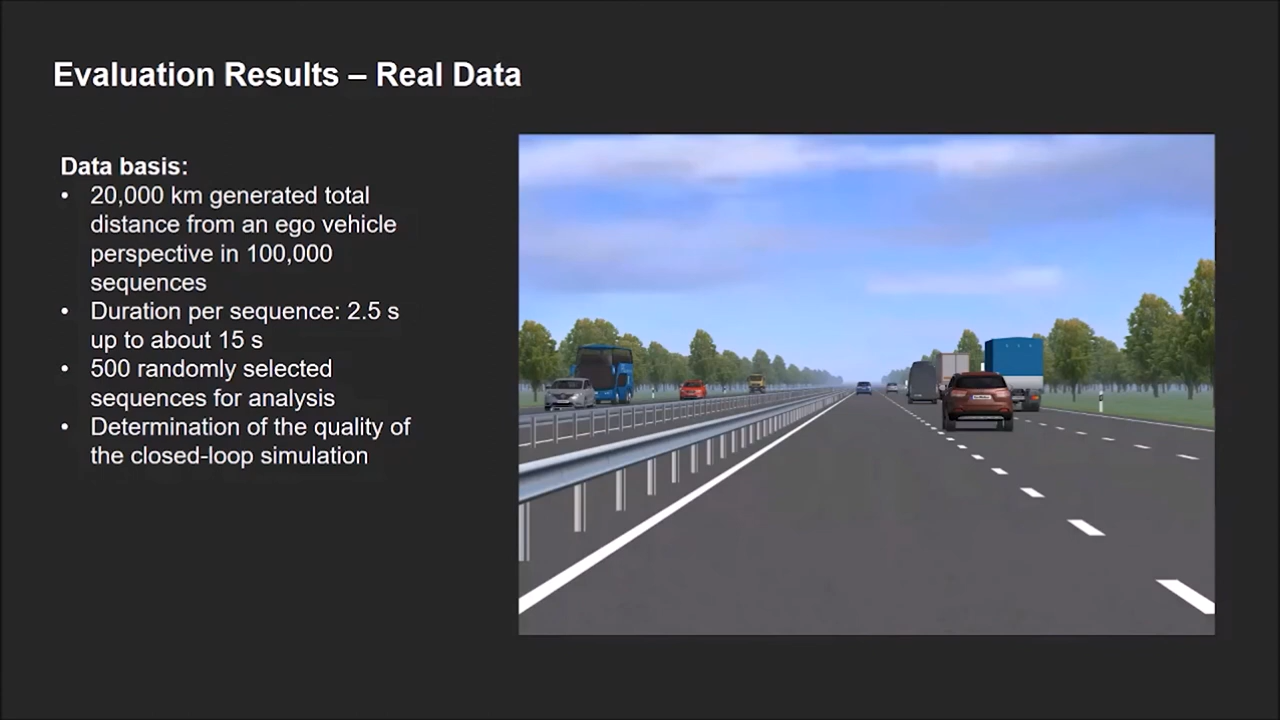 Evaluation Results – Real Data
Data basis:
• 20,000 km generated total
distance from an ego vehicle
perspective in 100,000
sequences
• Duration per sequence: 2.5 s
up to about 15 s
• 500 randomly selected
sequences for analysis
• Determination of the quality of
the closed-loop simulation